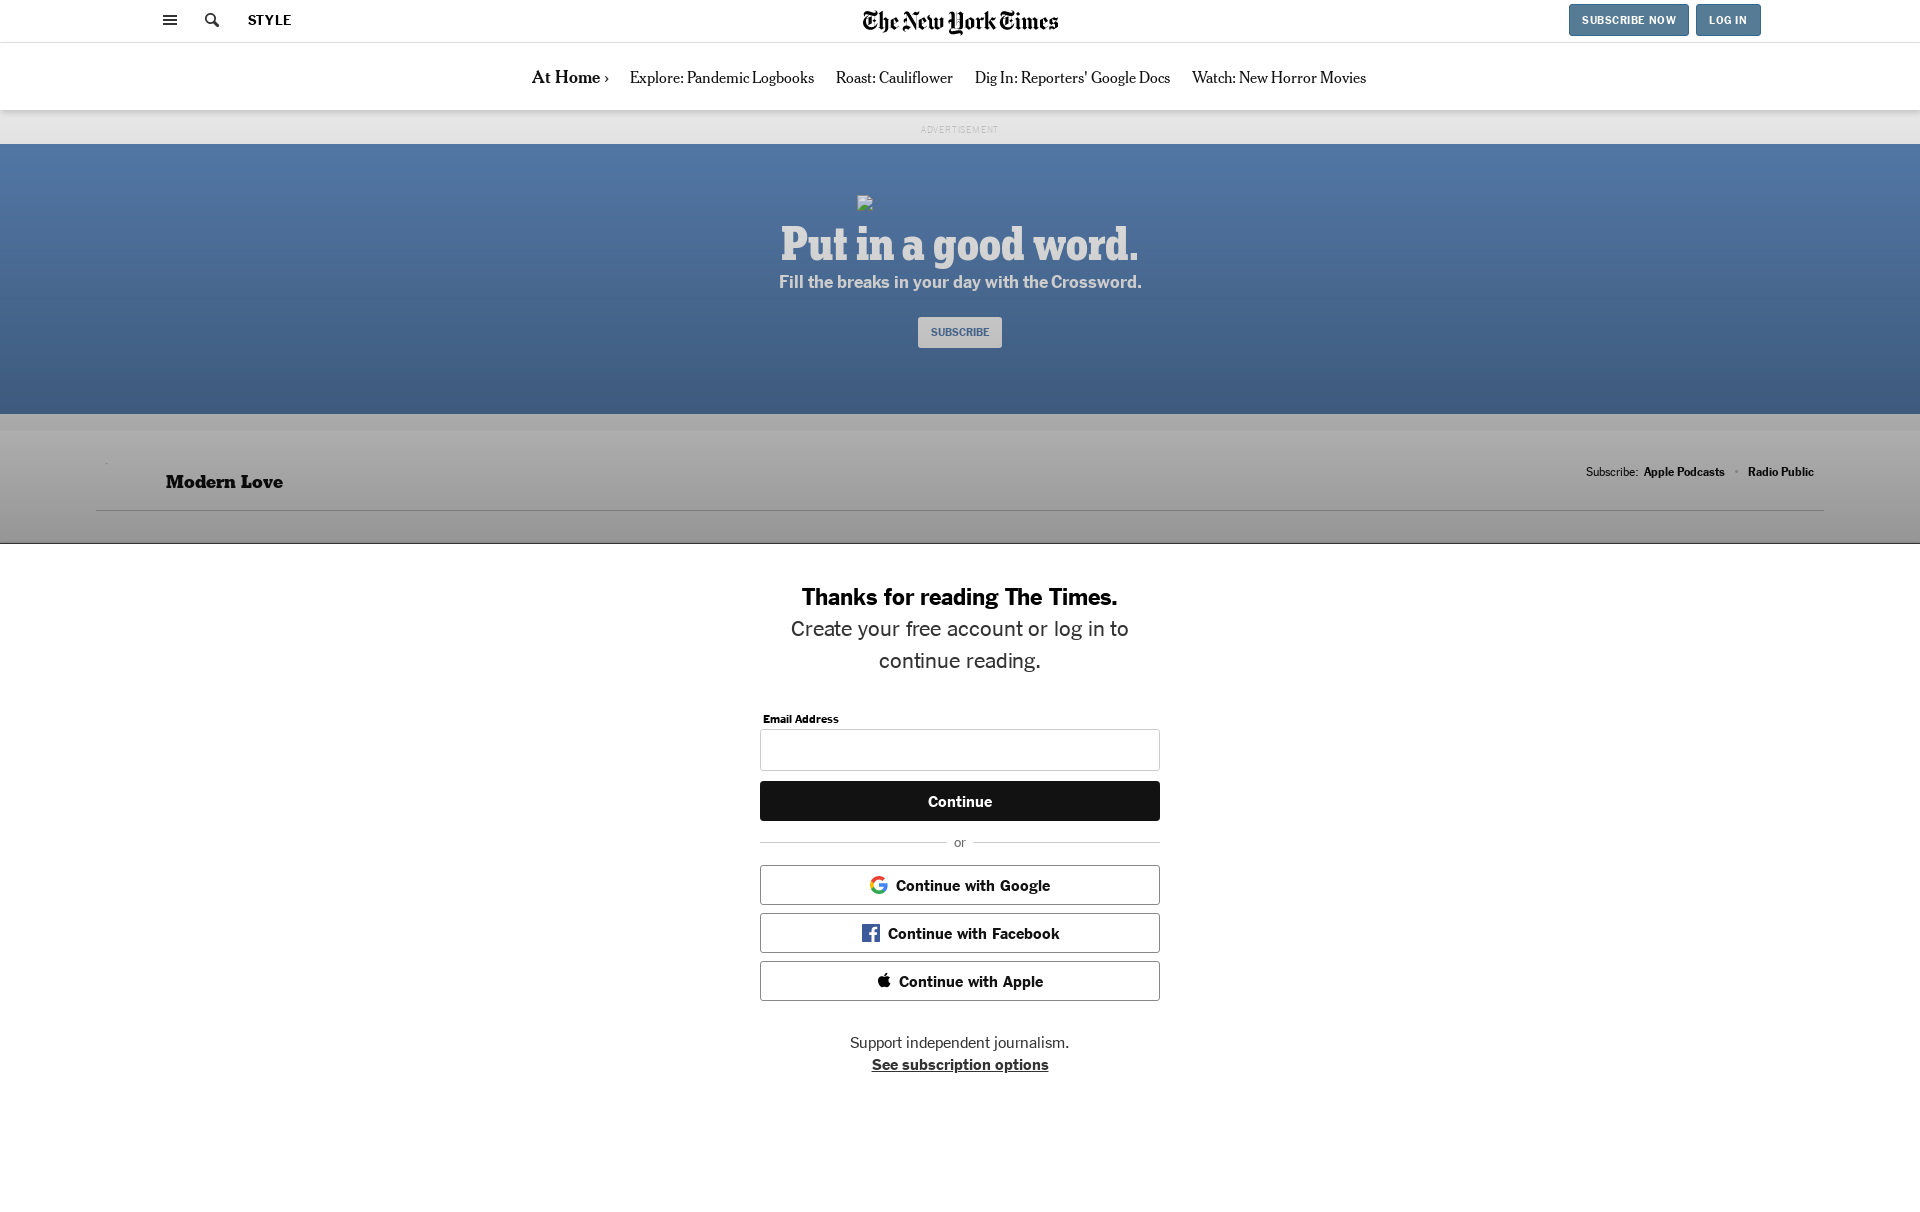 STYLE
The New York Times
SUBSCRIBE NOW
LOG IN
At Home ›
Explore: Pandemic Logbooks
Roast: Cauliflower
Dig In: Reporters' Google Docs
Watch: New Horror Movies
ADVERTISEMENT
Put in a good word.
Fill the breaks in your day with the Crossword.
SUBSCRIBE
Modern Love
Subscribe: Apple Podcasts • Radio Public
Thanks for reading The Times.
Create your free account or log in to
continue reading.
Email Address
Continue
or
Continue with Google
Continue with Facebook
Continue with Apple
Support independent journalism.
See subscription options